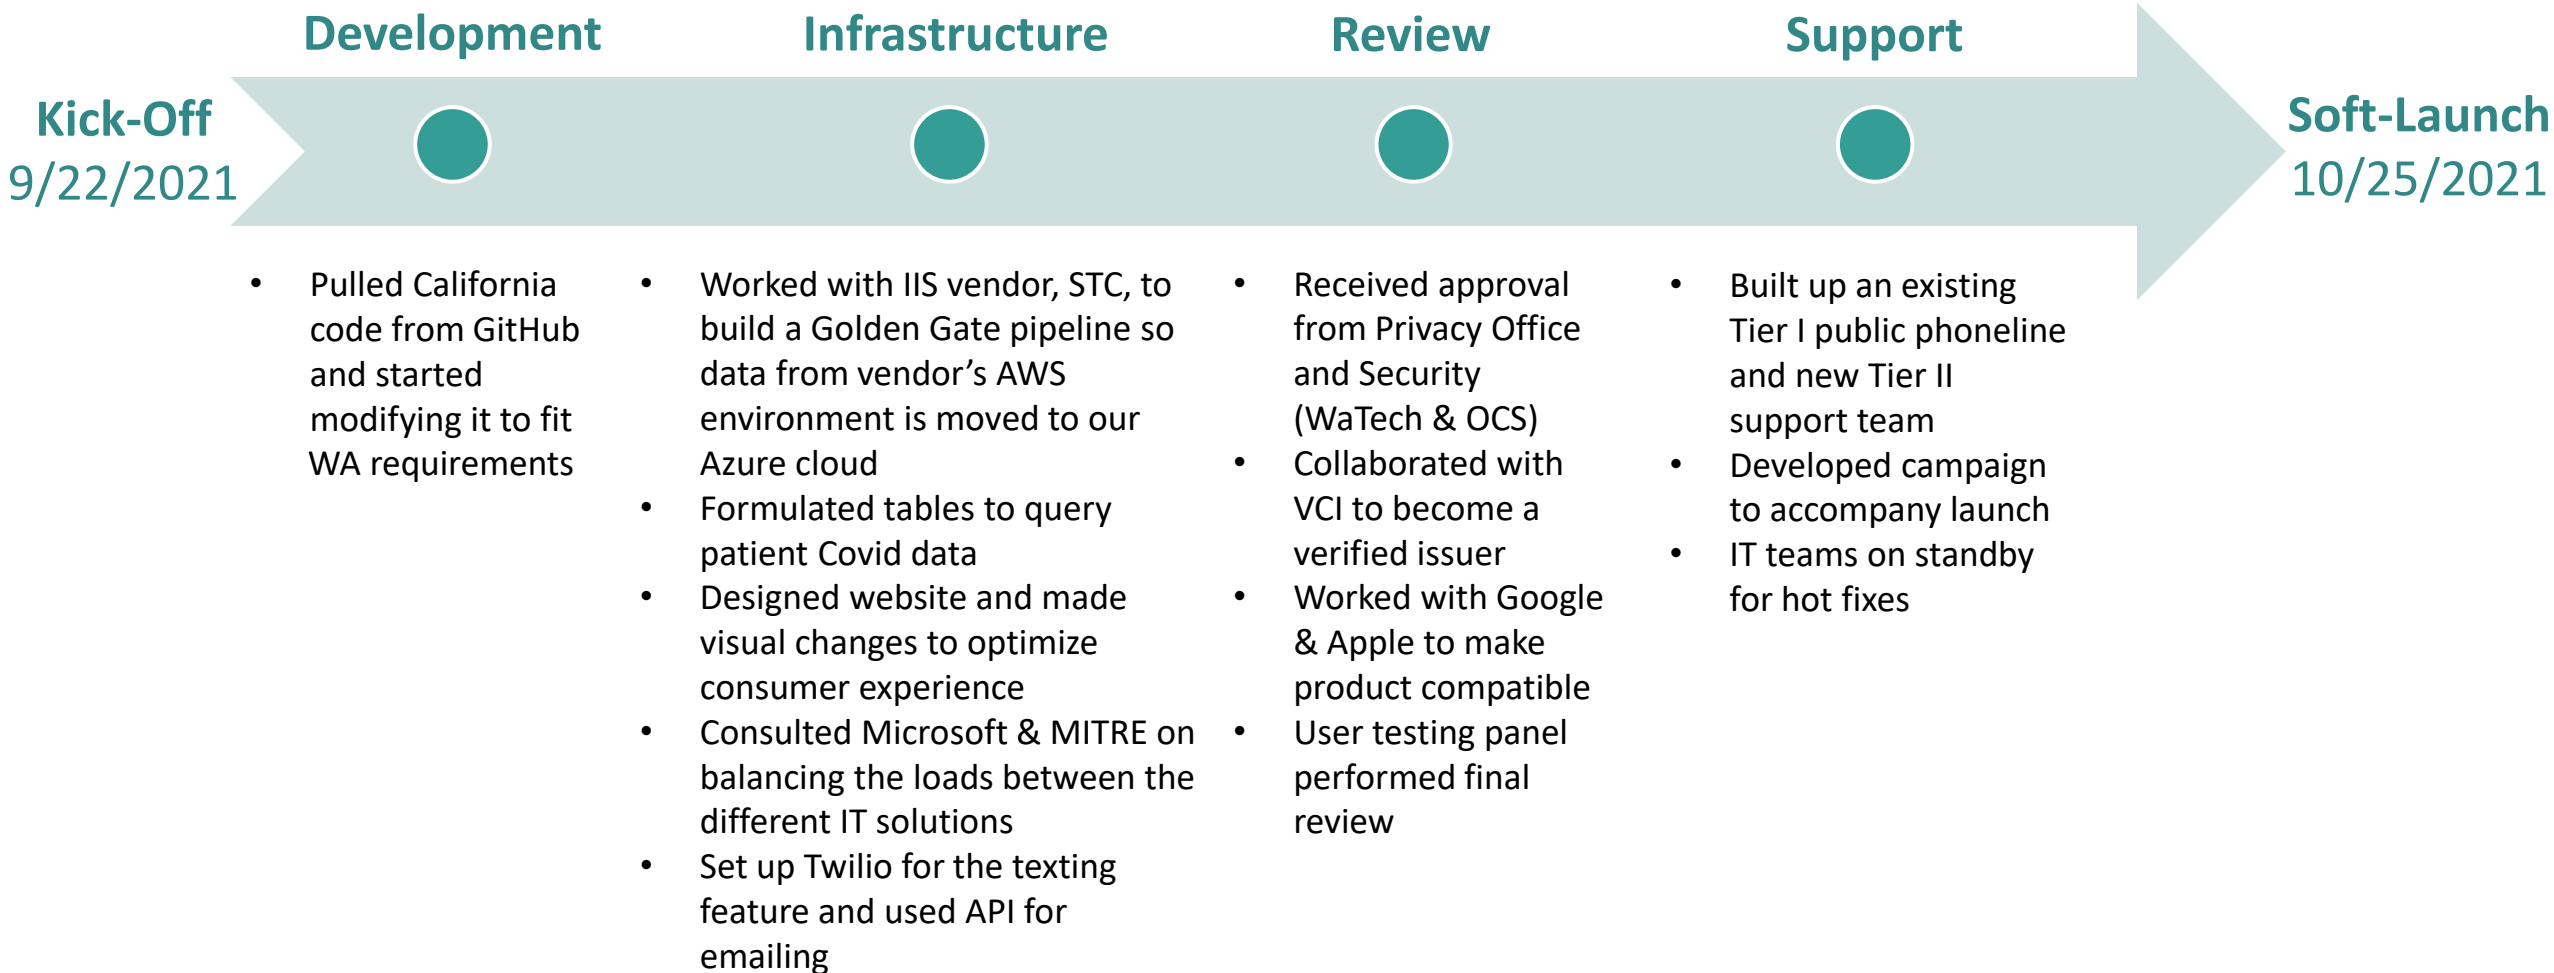 Development
Infrastructure
Review
Support
Kick-Off
9/22/2021
Soft-Launch
10/25/2021
• Pulled California
code from GitHub
and started
modifying it to fit
WA requirements
• Worked with IIS vendor, STC, to
build a Golden Gate pipeline so
data from vendor’s AWS
environment is moved to our
Azure cloud
• Formulated tables to query
patient Covid data
• Designed website and made
visual changes to optimize
consumer experience
• Consulted Microsoft & MITRE on
balancing the loads between the
different IT solutions
• Set up Twilio for the texting
feature and used API for
emailing
• Received approval
from Privacy Office
and Security
(WaTech & OCS)
• Collaborated with
VCI to become a
verified issuer
• Worked with Google
& Apple to make
product compatible
• User testing panel
performed final
review
• Built up an existing
Tier I public phoneline
and new Tier II
support team
• Developed campaign
to accompany launch
• IT teams on standby
for hot fixes